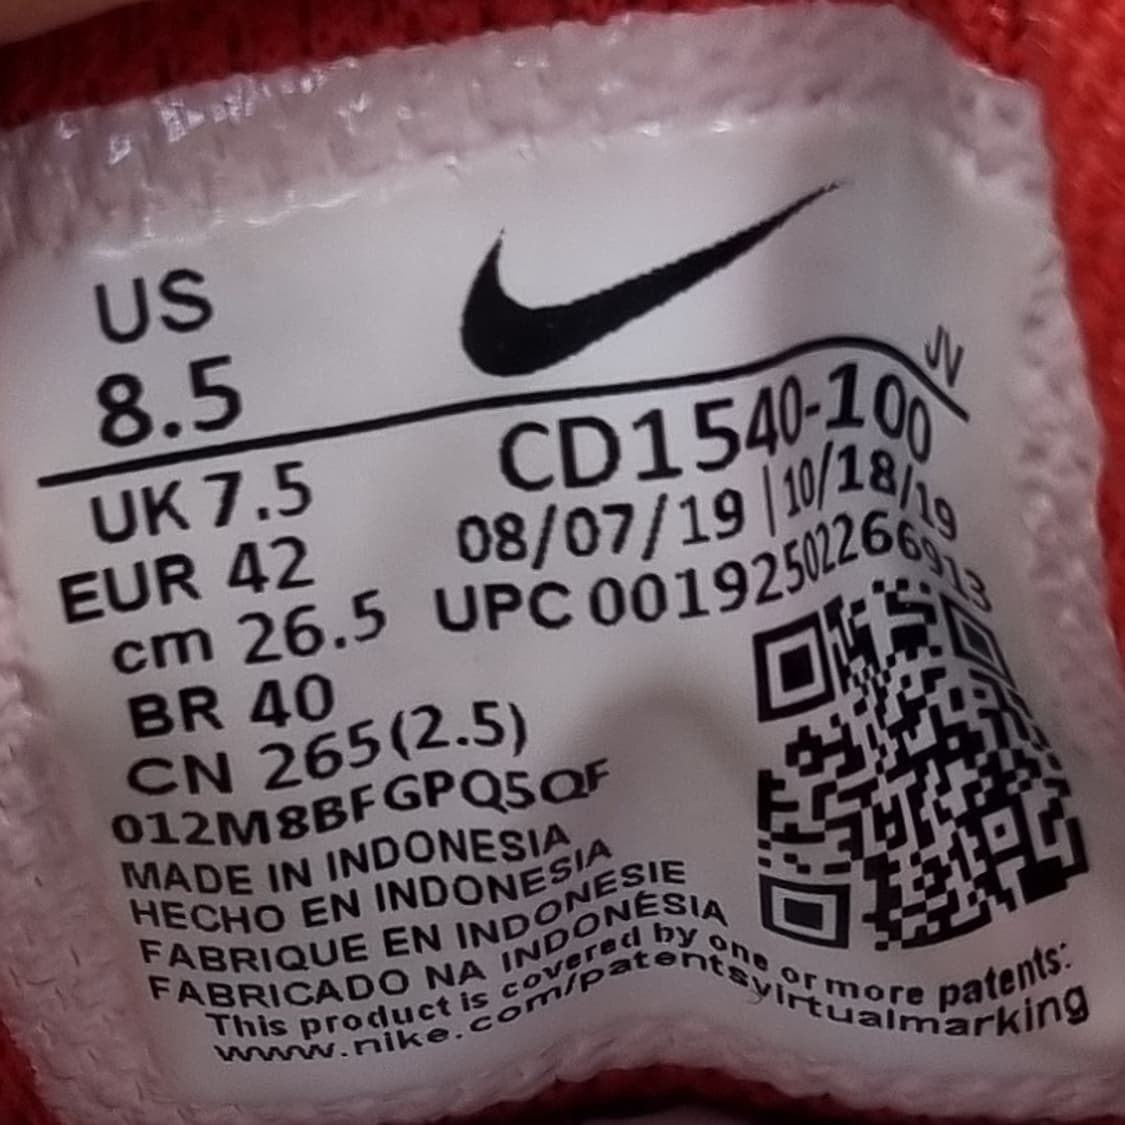 US
8.5
JV
UK 7.5
EUR 42
cm 26.5
BR 40
CN 265(2.5)
CD1540-100
08/07/19 | 10/18/19
UPC 00192502266913
012M8BFGPQ5QF
MADE IN INDONESIA
HECHO EN INDONESIA
FABRIQUE EN INDONESIE
FABRICADO NA INDONÉSIA
This product is covered by one or more patents:
www.nike.com/patentsvirtualmarking